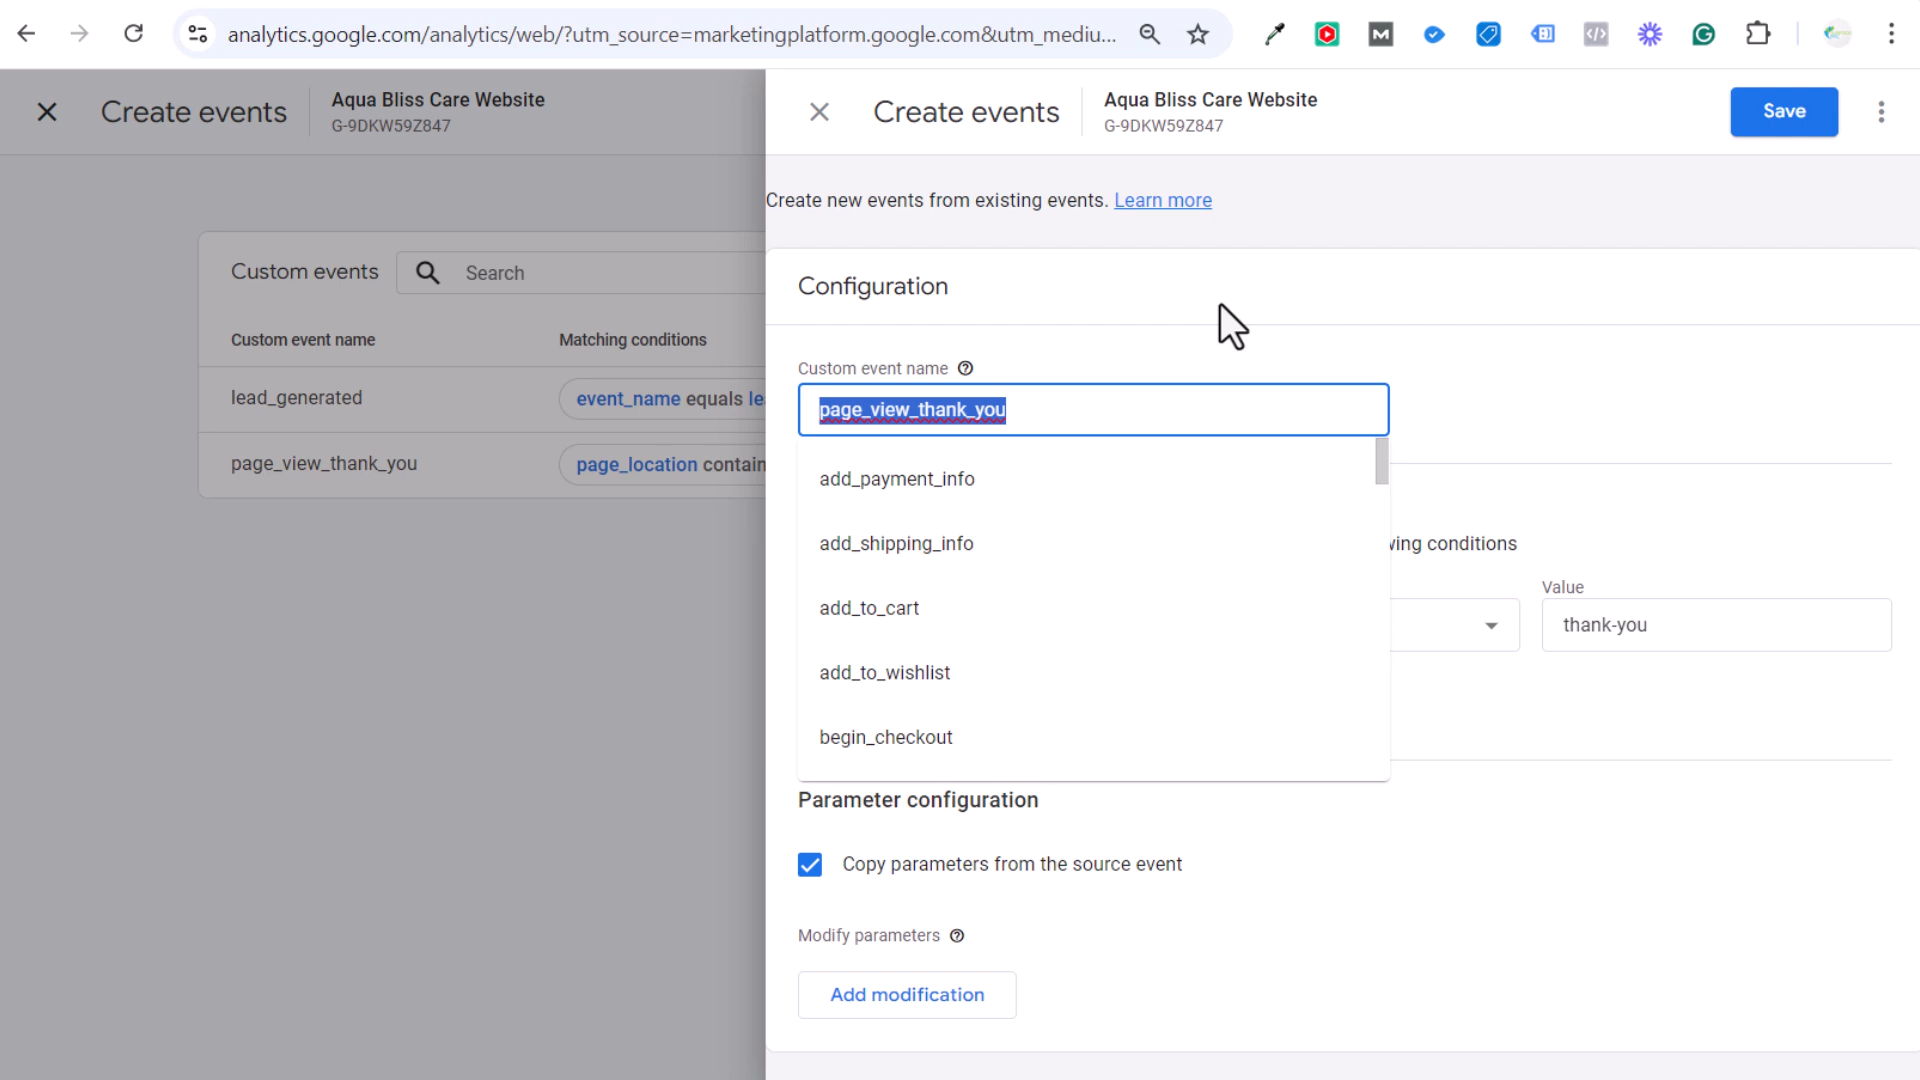 analytics.google.com/analytics/web/?utm_source=marketingplatform.google.com&utm_mediu...
Create events
Aqua Bliss Care Website
G-9DKW59Z847
Custom events
Search
Custom event name
Matching conditions
lead_generated
event_name equals le
page_view_thank_you
page_location contain
Create events
Aqua Bliss Care Website
G-9DKW59Z847
Save
Create new events from existing events. Learn more
Configuration
Custom event name
page_view_thank_you
add_payment_info
add_shipping_info
add_to_cart
add_to_wishlist
begin_checkout
ving conditions
Value
thank-you
Parameter configuration
Copy parameters from the source event
Modify parameters
Add modification